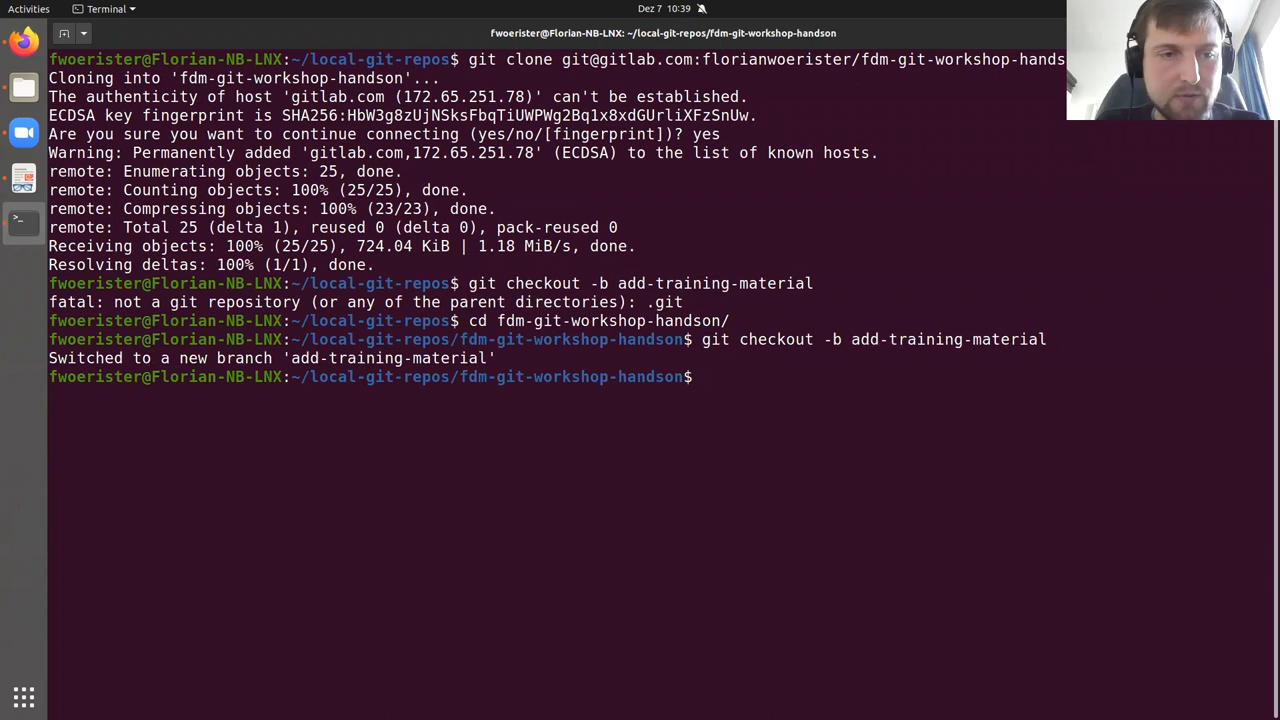 Activities
Terminal
Dez 7 10:39
fwoerister@Florian-NB-LNX: ~/local-git-repos/fdm-git-workshop-handson
fwoerister@Florian-NB-LNX:~/local-git-repos$ git clone git@gitlab.com:florianwoerister/fdm-git-workshop-hands
Cloning into 'fdm-git-workshop-handson'...
The authenticity of host 'gitlab.com (172.65.251.78)' can't be established.
ECDSA key fingerprint is SHA256:HbW3g8zUjNSksFbqTiUWPWg2Bq1x8xdGUrliXFzSnUw.
Are you sure you want to continue connecting (yes/no/[fingerprint])? yes
Warning: Permanently added 'gitlab.com,172.65.251.78' (ECDSA) to the list of known hosts.
remote: Enumerating objects: 25, done.
remote: Counting objects: 100% (25/25), done.
remote: Compressing objects: 100% (23/23), done.
remote: Total 25 (delta 1), reused 0 (delta 0), pack-reused 0
Receiving objects: 100% (25/25), 724.04 KiB | 1.18 MiB/s, done.
Resolving deltas: 100% (1/1), done.
fwoerister@Florian-NB-LNX:~/local-git-repos$ git checkout -b add-training-material
fatal: not a git repository (or any of the parent directories): .git
fwoerister@Florian-NB-LNX:~/local-git-repos$ cd fdm-git-workshop-handson/
fwoerister@Florian-NB-LNX:~/local-git-repos/fdm-git-workshop-handson$ git checkout -b add-training-material
Switched to a new branch 'add-training-material'
fwoerister@Florian-NB-LNX:~/local-git-repos/fdm-git-workshop-handson$